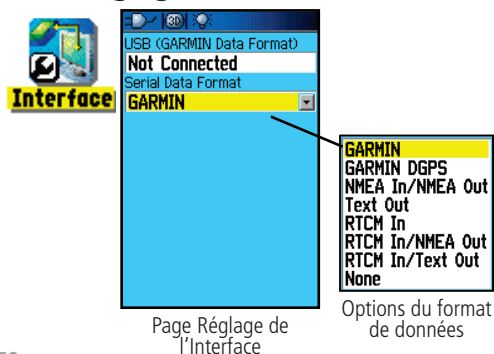 Interface
3D
USB (GARMIN Data Format)
Not Connected
Serial Data Format
GARMIN
GARMIN
GARMIN DGPS
NMEA In/NMEA Out
Text Out
RTCM In
RTCM In/NMEA Out
RTCM In/Text Out
None
Page Réglage de
l'Interface
Options du format
de données